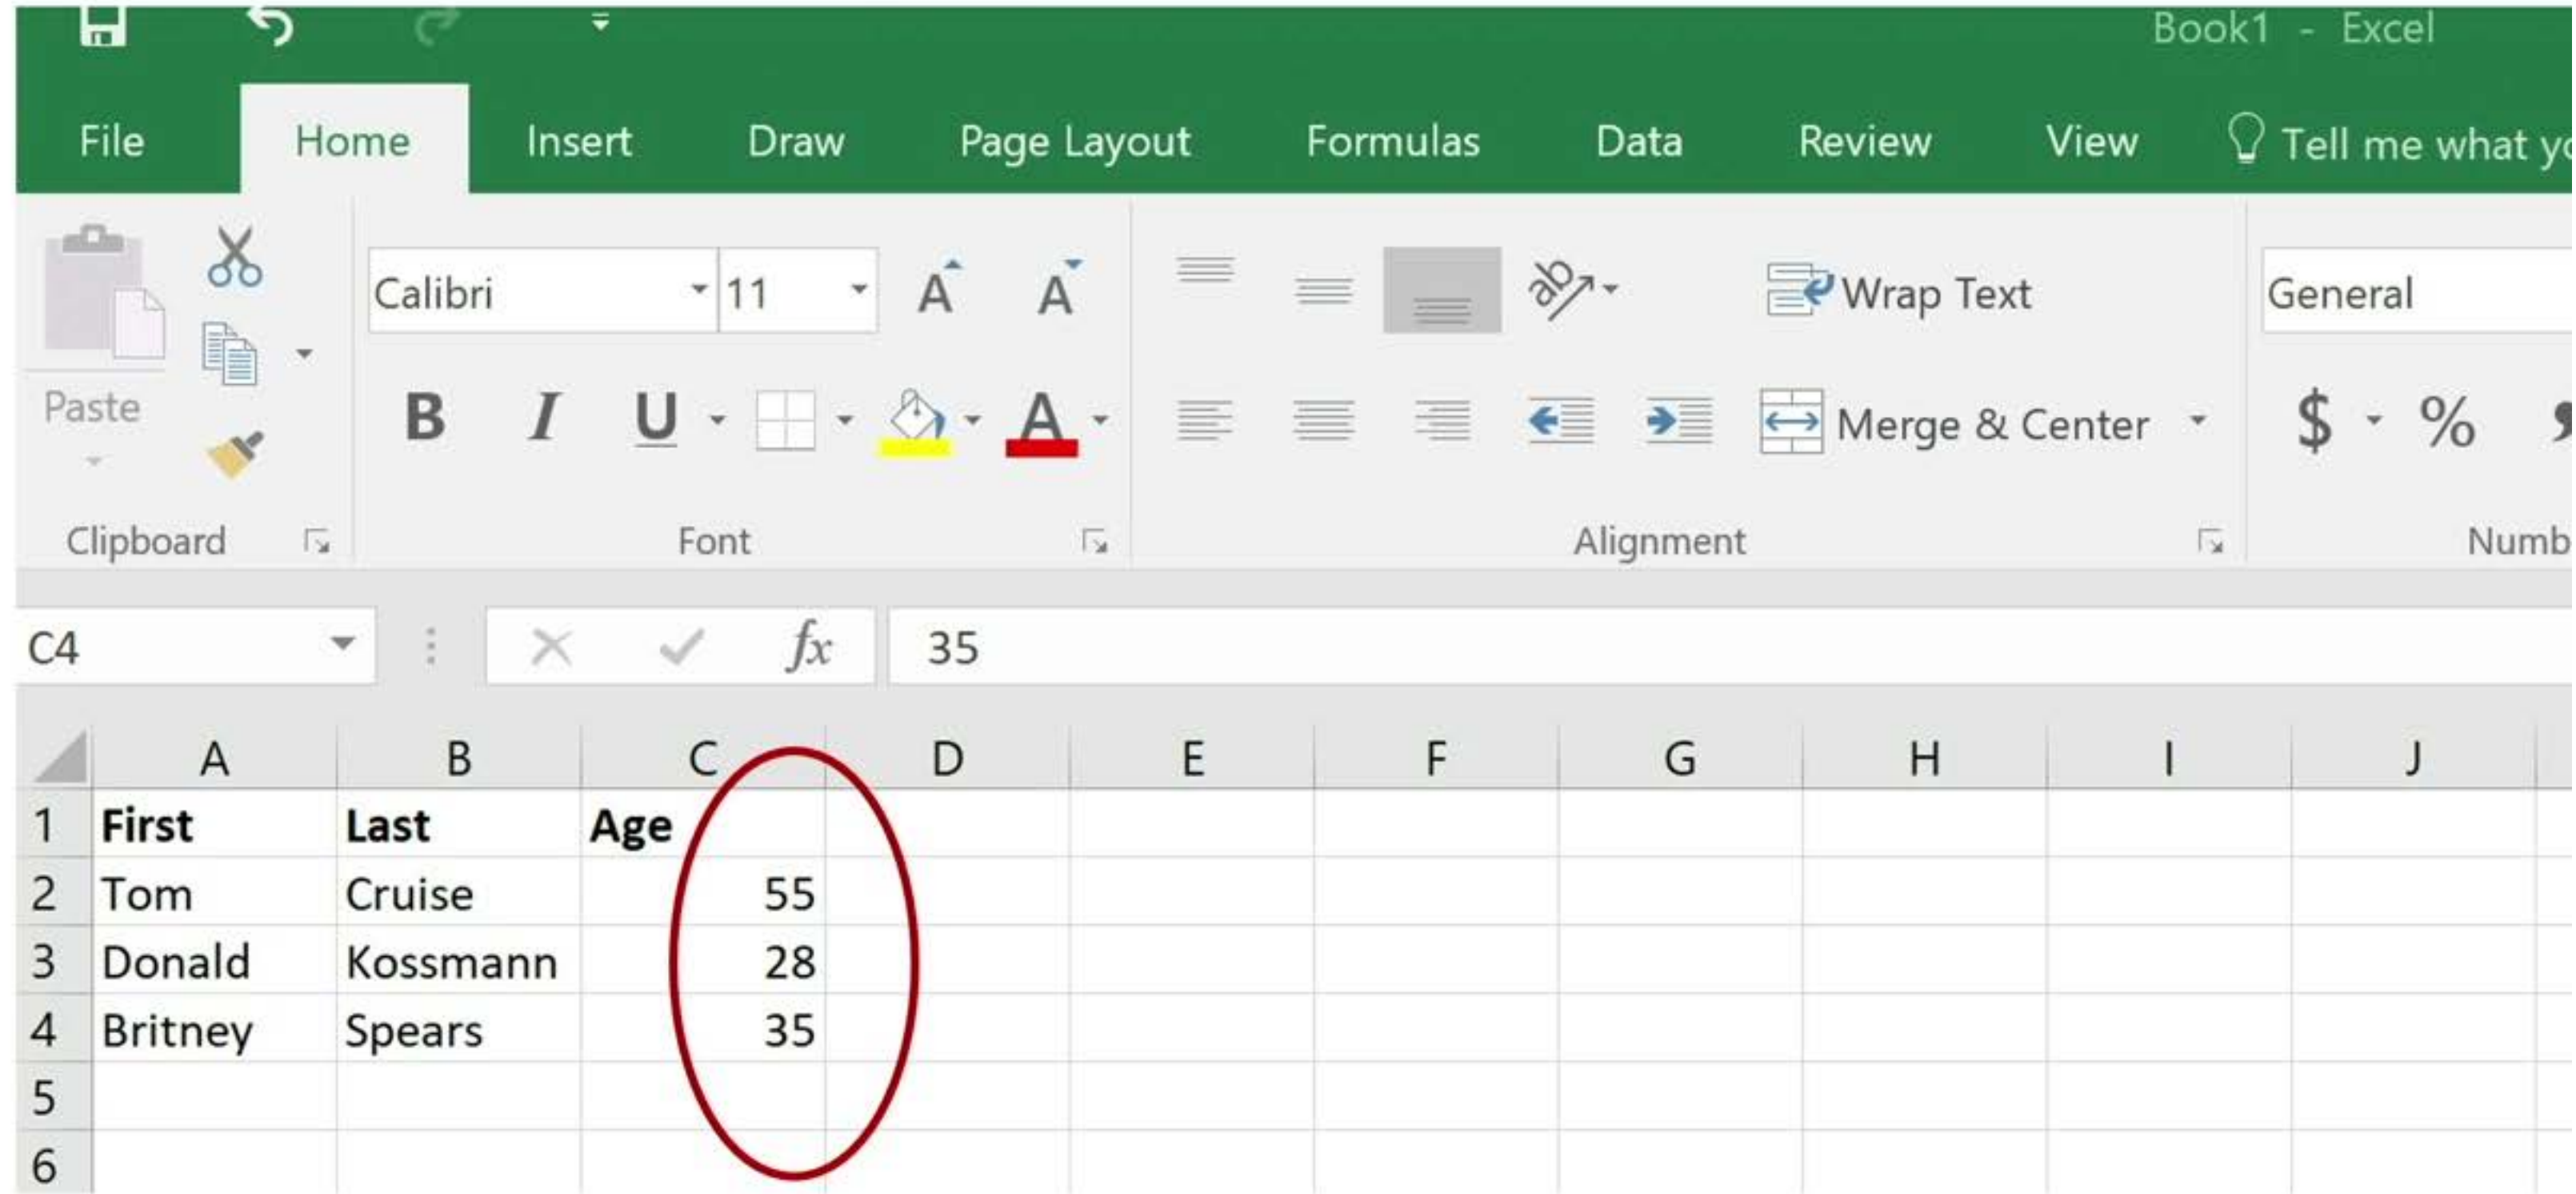 Book1 - Excel
File Home Insert Draw Page Layout Formulas Data Review View Tell me what
Calibri 11 A A ab Wrap Text General
Paste B I U A Merge & Center $ %
Clipboard Font Alignment
C4 fx 35
A B C D E F G H I J
1 First Last Age
2 Tom Cruise 55
3 Donald Kossmann 28
4 Britney Spears 35
5
6